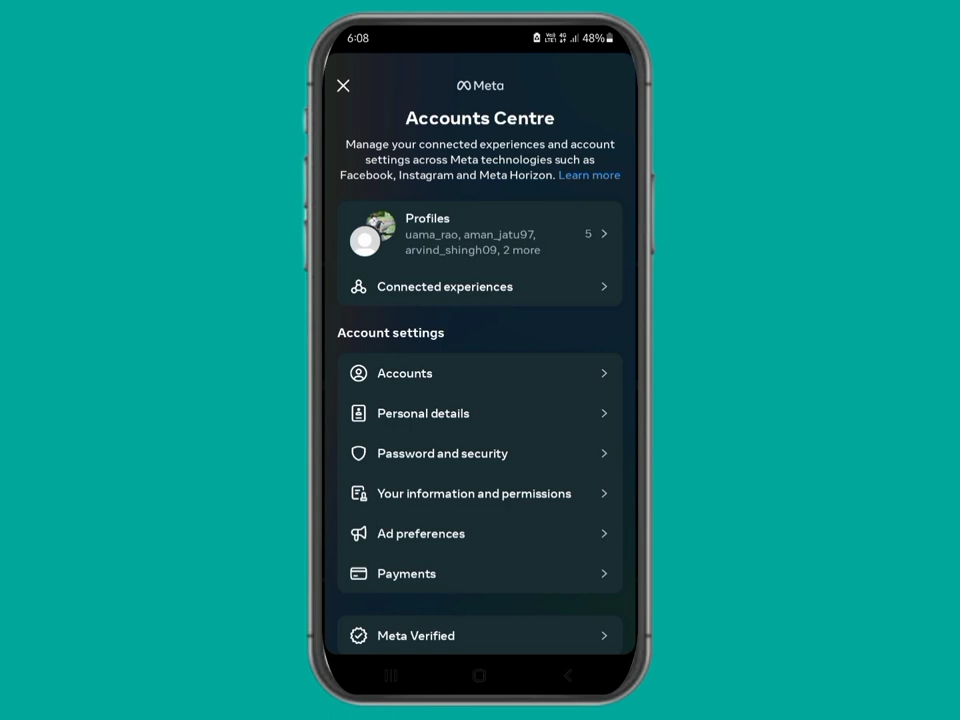 6:08
48%
Meta
Accounts Centre
Manage your connected experiences and account
settings across Meta technologies such as
Facebook, Instagram and Meta Horizon. Learn more
Profiles
uama_rao, aman_jatu97,
arvind_shingh09, 2 more
5
Connected experiences
Account settings
Accounts
Personal details
Password and security
Your information and permissions
Ad preferences
Payments
Meta Verified